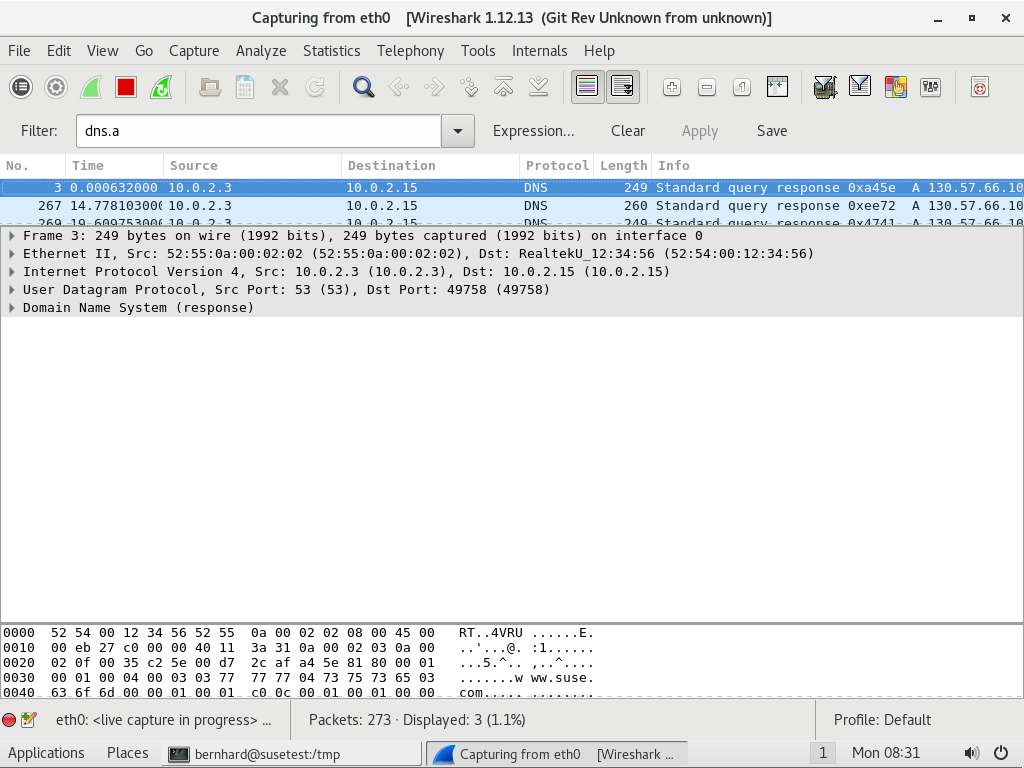 Capturing from eth0 [Wireshark 1.12.13 (Git Rev Unknown from unknown)]
File Edit View Go Capture Analyze Statistics Telephony Tools Internals Help
Filter: dns.a Expression... Clear Apply Save
No. Time Source Destination Protocol Length Info
3 0.000632000 10.0.2.3 10.0.2.15 DNS 249 Standard query response 0xa45e A 130.57.66.10
267 14.778103000 10.0.2.3 10.0.2.15 DNS 260 Standard query response 0xee72 A 130.57.66.10
269 19.609753000 10.0.2.3 10.0.2.15 DNS 249 Standard query response 0x4741 A 130.57.66.10
Frame 3: 249 bytes on wire (1992 bits), 249 bytes captured (1992 bits) on interface 0
Ethernet II, Src: 52:55:0a:00:02:02 (52:55:0a:00:02:02), Dst: RealtekU_12:34:56 (52:54:00:12:34:56)
Internet Protocol Version 4, Src: 10.0.2.3 (10.0.2.3), Dst: 10.0.2.15 (10.0.2.15)
User Datagram Protocol, Src Port: 53 (53), Dst Port: 49758 (49758)
Domain Name System (response)
0000 52 54 00 12 34 56 52 55 0a 00 02 02 08 00 45 00 RT..4VRU ......E.
0010 00 eb 27 c0 00 00 40 11 3a 31 0a 00 02 03 0a 00 ..'...@. :1......
0020 02 0f 00 35 c2 5e 00 d7 2c af a4 5e 81 80 00 01 ...5.^.. ,..^....
0030 00 01 00 04 00 03 03 77 77 77 04 73 75 73 65 03 .......w ww.suse.
0040 63 6f 6d 00 00 01 00 01 c0 0c 00 01 00 01 00 00 com..... ........
eth0: <live capture in progress> ... Packets: 273 · Displayed: 3 (1.1%) Profile: Default
Applications Places bernhard@susetest:/tmp Capturing from eth0 [Wireshark ... 1 Mon 08:31